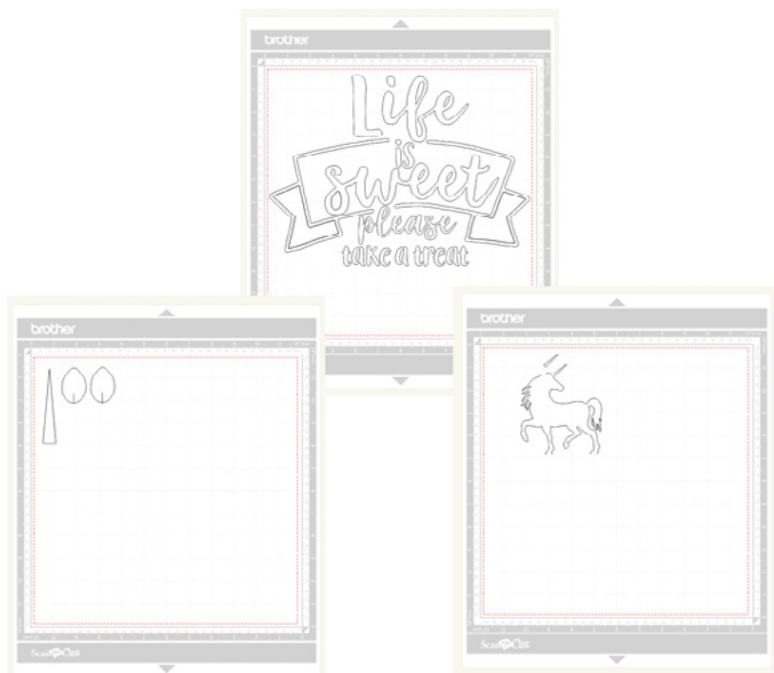 brother
Life
is
sweet
please
take a treat
brother
brother
ScanNCut
ScanNCut